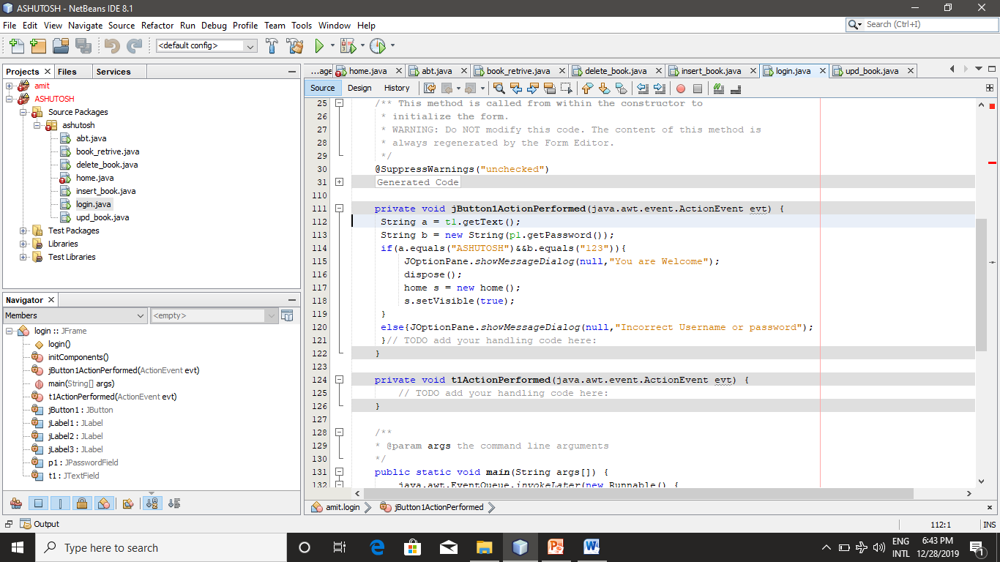 ASHUTOSH - NetBeans IDE 8.1
File Edit View Navigate Source Refactor Run Debug Profile Team Tools Window Help
Search (Ctrl+I)
<default config>
Projects Files Services
amit
ASHUTOSH
Source Packages
ashutosh
abt.java
book_retrive.java
delete_book.java
home.java
insert_book.java
login.java
upd_book.java
Test Packages
Libraries
Test Libraries
Navigator
Members <empty>
login :: JFrame
login()
initComponents()
jButton1ActionPerformed(ActionEvent evt)
main(String[] args)
t1ActionPerformed(ActionEvent evt)
jButton1 : JButton
jLabel1 : JLabel
jLabel2 : JLabel
jLabel3 : JLabel
p1 : JPasswordField
t1 : JTextField
...age home.java abt.java book_retrive.java delete_book.java insert_book.java login.java upd_book.java
Source Design History
25 /** This method is called from within the constructor to
26 * initialize the form.
27 * WARNING: Do NOT modify this code. The content of this method is
28 * always regenerated by the Form Editor.
29 */
30 @SuppressWarnings("unchecked")
31 Generated Code
110
111 private void jButton1ActionPerformed(java.awt.event.ActionEvent evt) {
112 String a = t1.getText();
113 String b = new String(p1.getPassword());
114 if(a.equals("ASHUTOSH")&&b.equals("123")){
115 JOptionPane.showMessageDialog(null,"You are Welcome");
116 dispose();
117 home s = new home();
118 s.setVisible(true);
119 }
120 else{JOptionPane.showMessageDialog(null,"Incorrect Username or password");
121 }// TODO add your handling code here:
122 }
123
124 private void t1ActionPerformed(java.awt.event.ActionEvent evt) {
125 // TODO add your handling code here:
126 }
127
128 /**
129 * @param args the command line arguments
130 */
131 public static void main(String args[]) {
132 java.awt.EventQueue.invokeLater(new Runnable() {
amit.login jButton1ActionPerformed
Output
112:1 INS
Type here to search
ENG
INTL
6:43 PM
12/28/2019
1